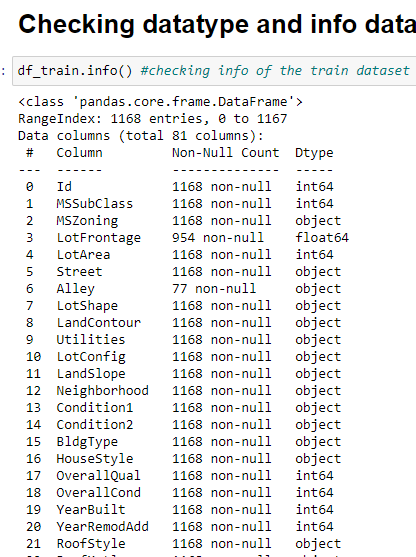 Checking datatype and info data
: df_train.info() #checking info of the train dataset
<class 'pandas.core.frame.DataFrame'>
RangeIndex: 1168 entries, 0 to 1167
Data columns (total 81 columns):
# Column Non-Null Count Dtype
--- ------ -------------- -----
0 Id 1168 non-null int64
1 MSSubClass 1168 non-null int64
2 MSZoning 1168 non-null object
3 LotFrontage 954 non-null float64
4 LotArea 1168 non-null int64
5 Street 1168 non-null object
6 Alley 77 non-null object
7 LotShape 1168 non-null object
8 LandContour 1168 non-null object
9 Utilities 1168 non-null object
10 LotConfig 1168 non-null object
11 LandSlope 1168 non-null object
12 Neighborhood 1168 non-null object
13 Condition1 1168 non-null object
14 Condition2 1168 non-null object
15 BldgType 1168 non-null object
16 HouseStyle 1168 non-null object
17 OverallQual 1168 non-null int64
18 OverallCond 1168 non-null int64
19 YearBuilt 1168 non-null int64
20 YearRemodAdd 1168 non-null int64
21 RoofStyle 1168 non-null object